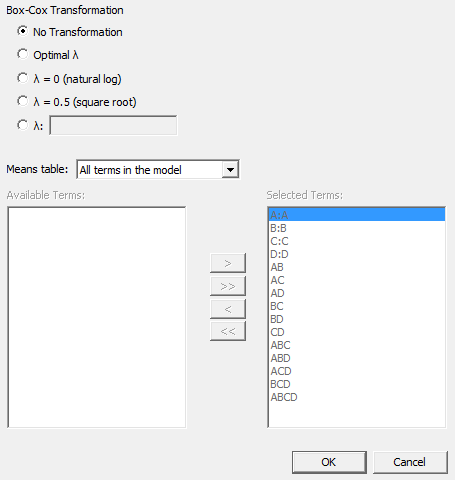 Box-Cox Transformation
No Transformation
Optimal λ
λ = 0 (natural log)
λ = 0.5 (square root)
λ:
Means table: All terms in the model
Available Terms: Selected Terms:
A:A
B:B
C:C
D:D
AB
AC
AD
BC
BD
CD
ABC
ABD
ACD
BCD
ABCD
>
>>
<
<<
OK Cancel